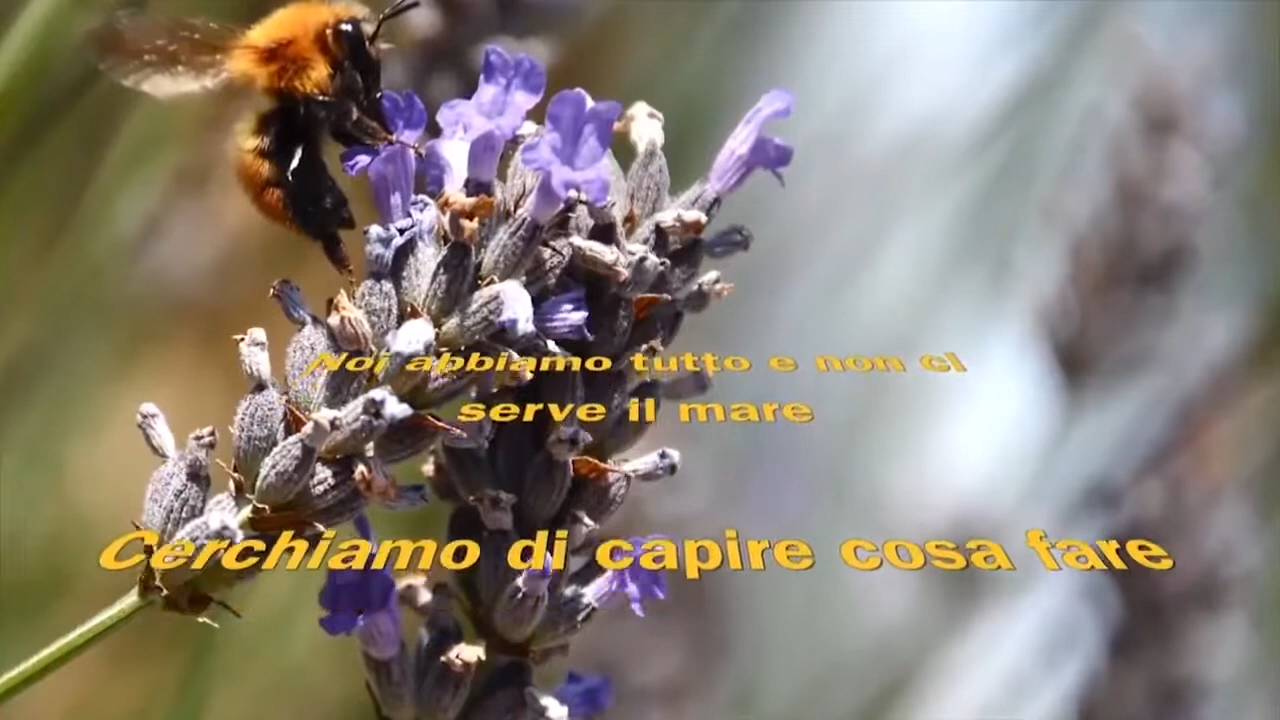 Noi abbiamo tutto e non ci
serve il mare
Cerchiamo di capire cosa fare